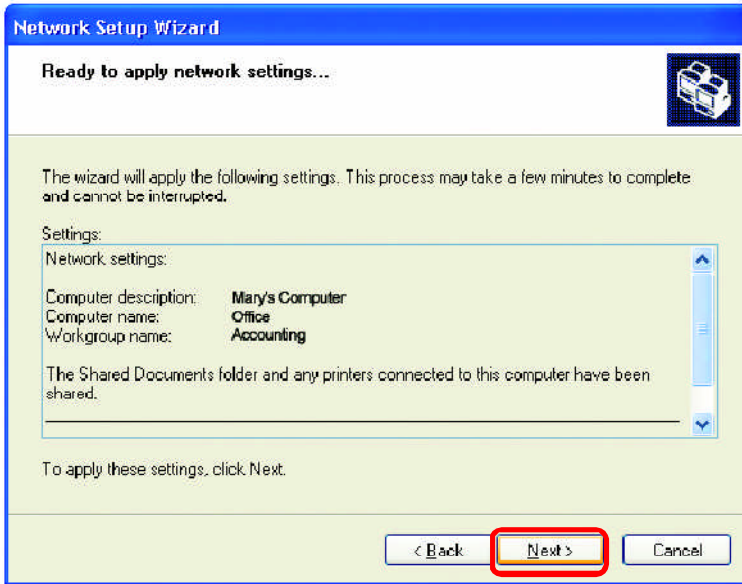 Network Setup Wizard
Ready to apply network settings...
The wizard will apply the following settings. This process may take a few minutes to complete
and cannot be interrupted.
Settings:
Network settings:
Computer description: Mary's Computer
Computer name: Office
Workgroup name: Accounting
The Shared Documents folder and any printers connected to this computer have been
shared.
To apply these settings, click Next.
< Back Next > Cancel